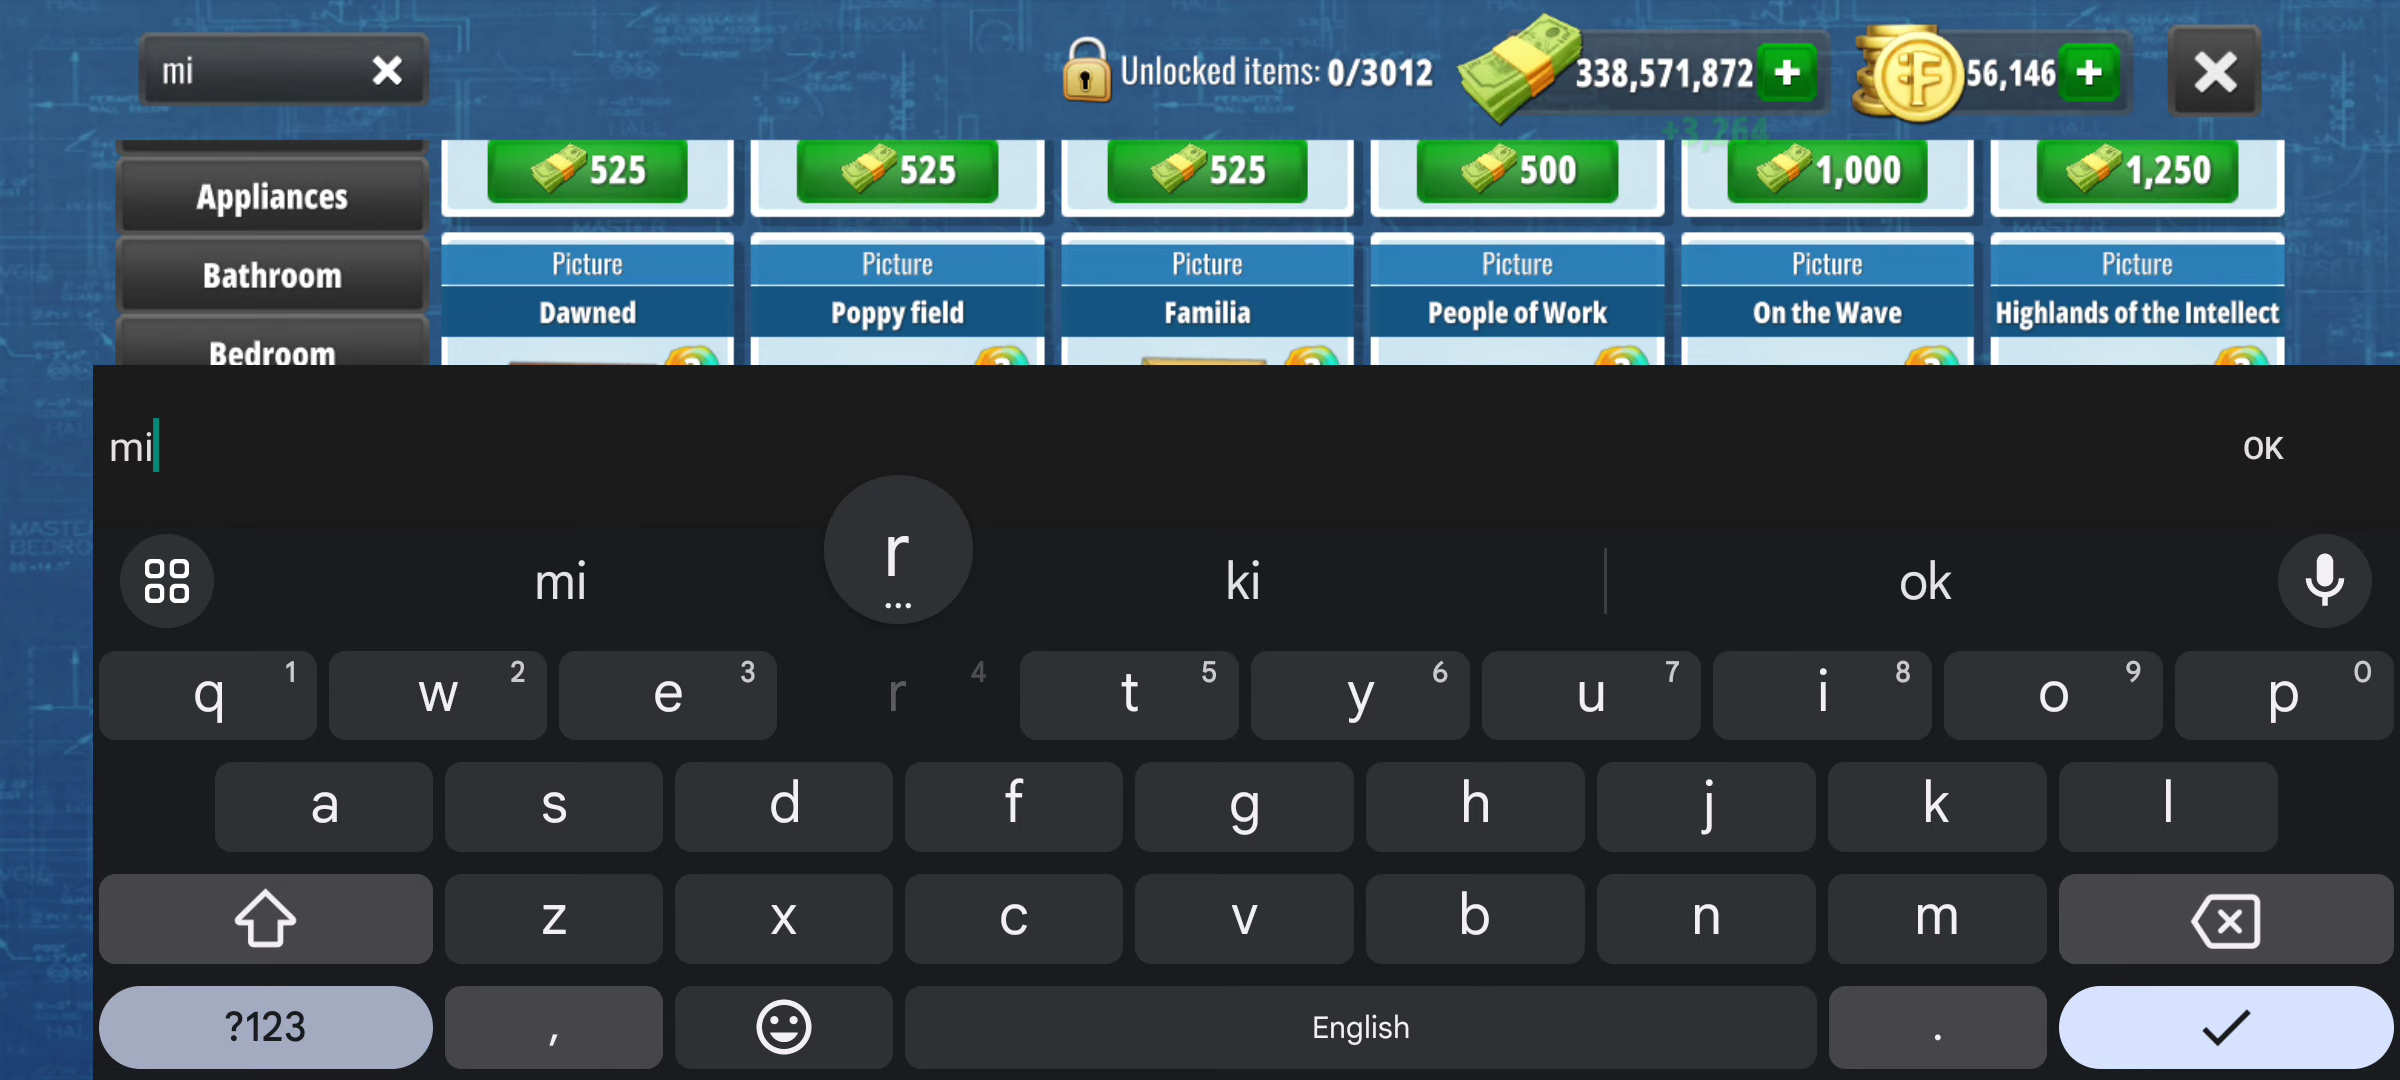 mi
Unlocked items: 0/3012
338,571,872
56,146
+3,264
525
525
525
500
1,000
1,250
Appliances
Bathroom
Bedroom
Picture
Dawned
Picture
Poppy field
Picture
Familia
Picture
People of Work
Picture
On the Wave
Picture
Highlands of the Intellect
mi
OK
r
...
mi
ki
ok
q 1 w 2 e 3 r 4 t 5 y 6 u 7 i 8 o 9 p 0
a s d f g h j k l
z x c v b n m
?123 , English .